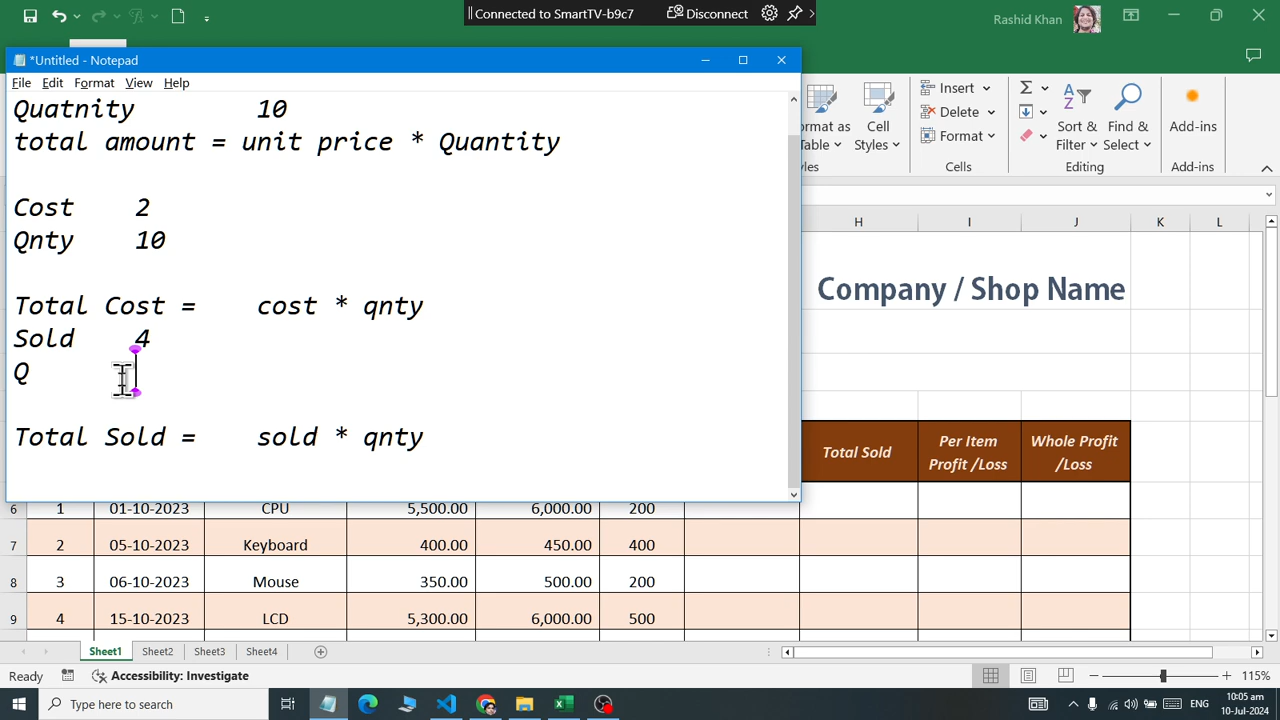 Connected to SmartTV-b9c7 Disconnect
Rashid Khan
*Untitled - Notepad
File Edit Format View Help
Quatnity 10
total amount = unit price * Quantity
Cost 2
Qnty 10
Total Cost = cost * qnty
Sold 4
Q
Total Sold = sold * qnty
Cell
Table Styles
Insert
Delete
Format
Cells
Σ
Sort & Filter
Find & Select
Editing
Add-ins
Add-ins
H I J K L
Company / Shop Name
Total Sold Per Item Profit /Loss Whole Profit /Loss
6 1 01-10-2023 CPU 5,500.00 6,000.00 200
7 2 05-10-2023 Keyboard 400.00 450.00 400
8 3 06-10-2023 Mouse 350.00 500.00 200
9 4 15-10-2023 LCD 5,300.00 6,000.00 500
Sheet1 Sheet2 Sheet3 Sheet4
Ready Accessibility: Investigate 115%
Type here to search
ENG
10:05 am
10-Jul-2024